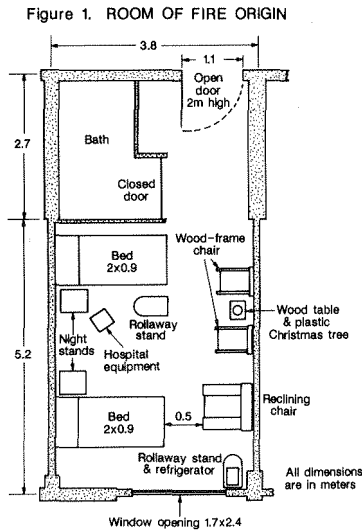 Figure 1. ROOM OF FIRE ORIGIN
3.8
1.1
Open
door
2m high
2.7
Bath
Closed
door
Wood-frame
chair
Bed
2x0.9
Rollaway
stand
Wood table
& plastic
Christmas tree
Night
stands
Hospital
equipment
5.2
Reclining
chair
0.5
Bed
2x0.9
Rollaway stand
& refrigerator
All dimensions
are in meters
Window opening 1.7x2.4